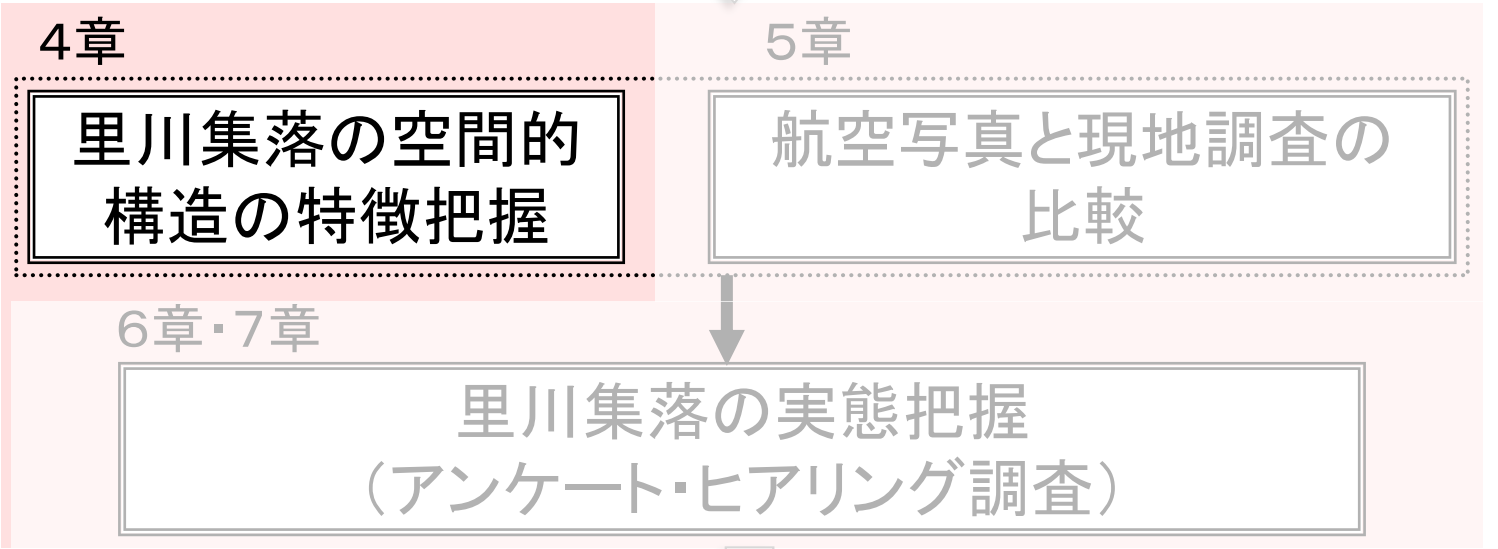 4章
5章
里川集落の空間的
構造の特徴把握
航空写真と現地調査の
比較
6章・7章
里川集落の実態把握
（アンケート・ヒアリング調査）